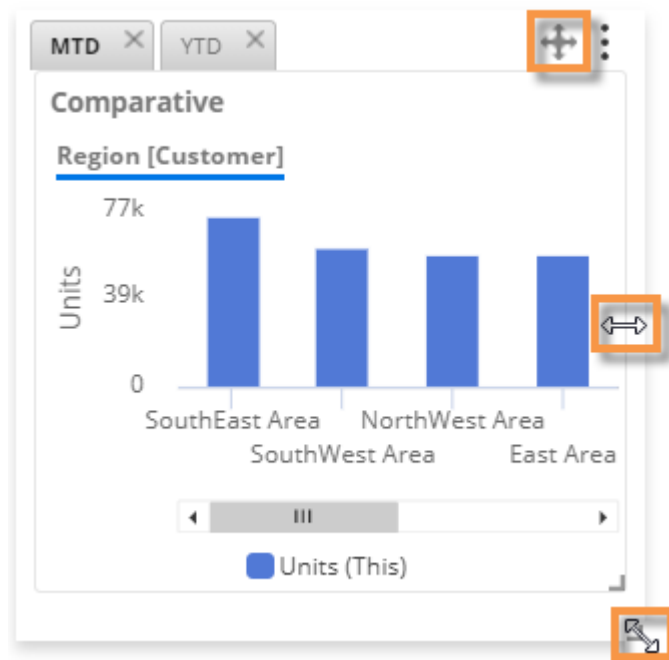 MTD YTD
Comparative
Region [Customer]
77k
39k
0
Units
SouthEast Area NorthWest Area
SouthWest Area East Area
Units (This)